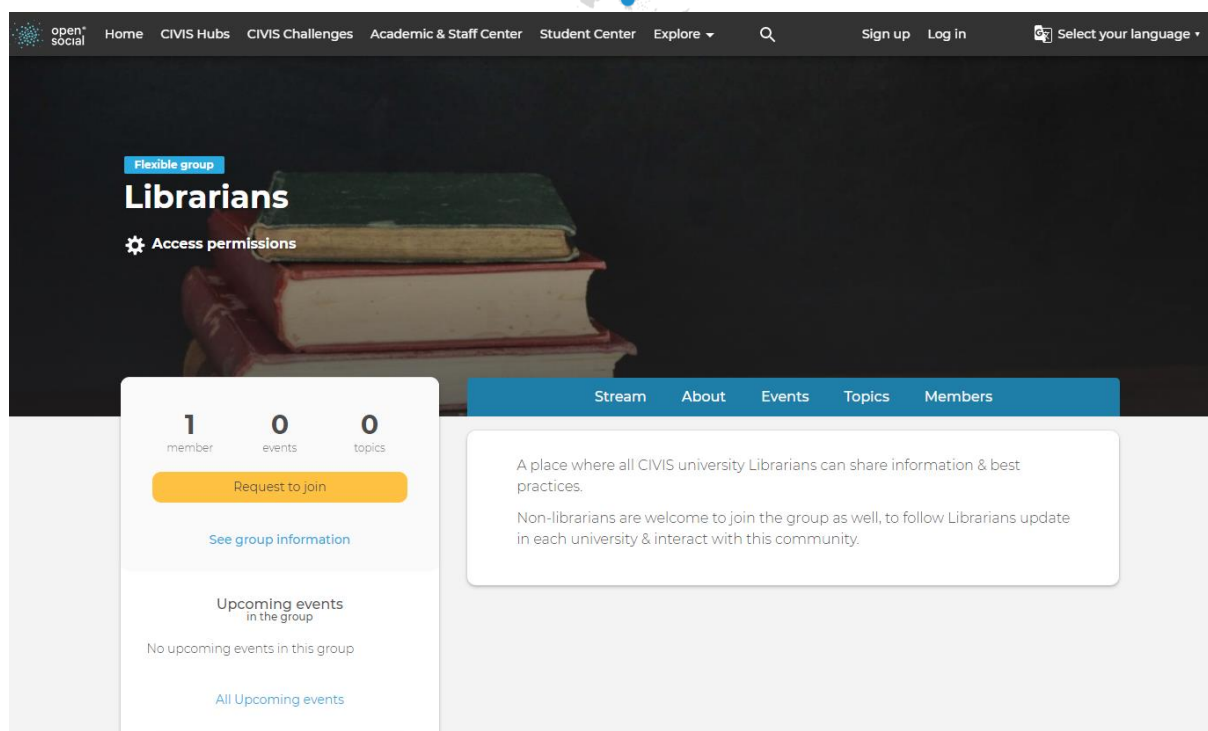 open social Home CIVIS Hubs CIVIS Challenges Academic & Staff Center Student Center Explore Sign up Log in Select your language
Flexible group
Librarians
Access permissions
Stream About Events Topics Members
1 0 0
member events topics
Request to join
See group information
Upcoming events
in the group
No upcoming events in this group
All Upcoming events
A place where all CIVIS university Librarians can share information & best
practices.
Non-librarians are welcome to join the group as well, to follow Librarians update
in each university & interact with this community.